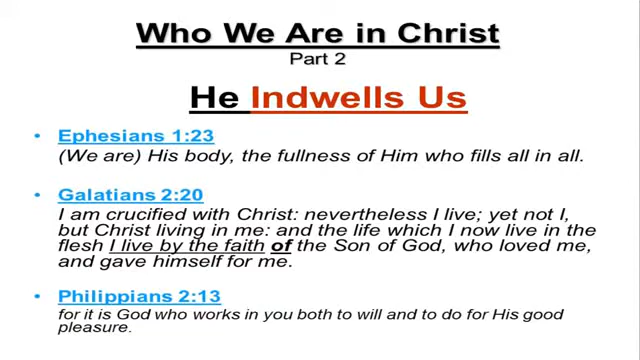 Who We Are in Christ
Part 2
He Indwells Us
• Ephesians 1:23
(We are) His body, the fullness of Him who fills all in all.
• Galatians 2:20
I am crucified with Christ: nevertheless I live; yet not I,
but Christ living in me: and the life which I now live in the
flesh I live by the faith of the Son of God, who loved me,
and gave himself for me.
• Philippians 2:13
for it is God who works in you both to will and to do for His good
pleasure.